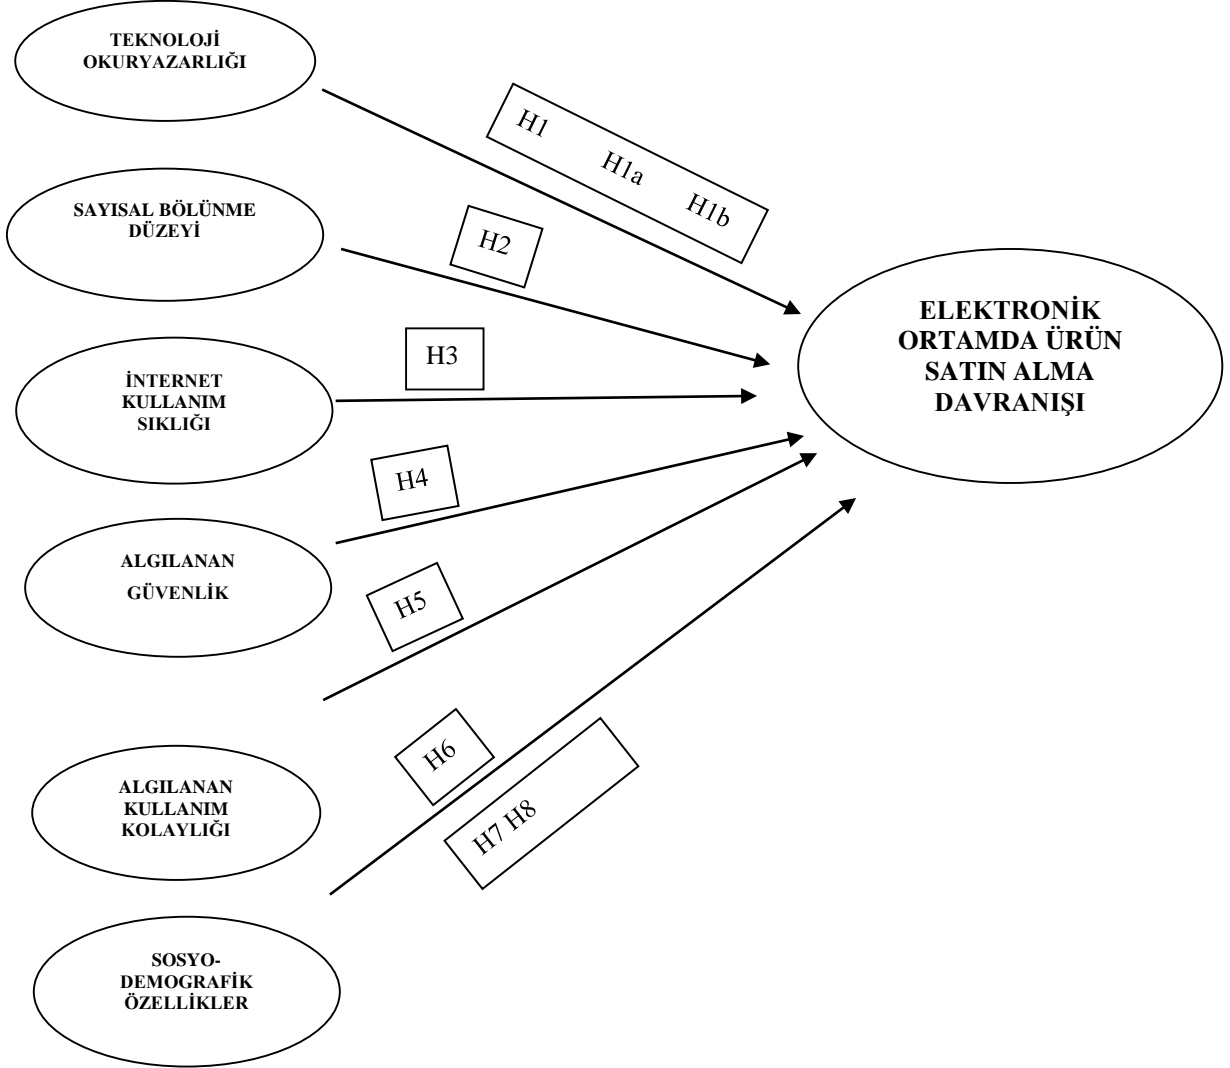 TEKNOLOJİ
OKURYAZARLIĞI
H1
H1a
H1b
SAYISAL BÖLÜNME
DÜZEYİ
H2
ELEKTRONİK
ORTAMDA ÜRÜN
SATIN ALMA
DAVRANIŞI
H3
İNTERNET
KULLANIM
SIKLIĞI
H4
ALGILANAN
GÜVENLİK
H5
H6
ALGILANAN
KULLANIM
KOLAYLIĞI
H7 H8
SOSYO-
DEMOGRAFİK
ÖZELLİKLER